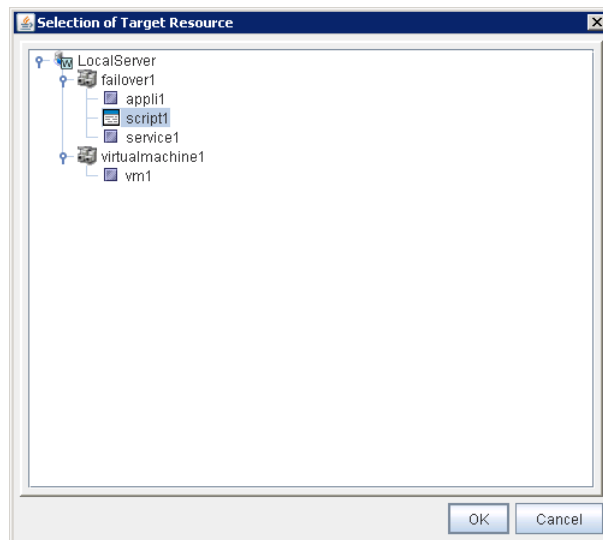 Selection of Target Resource
LocalServer
failover1
appli1
script1
service1
virtualmachine1
vm1
OK Cancel